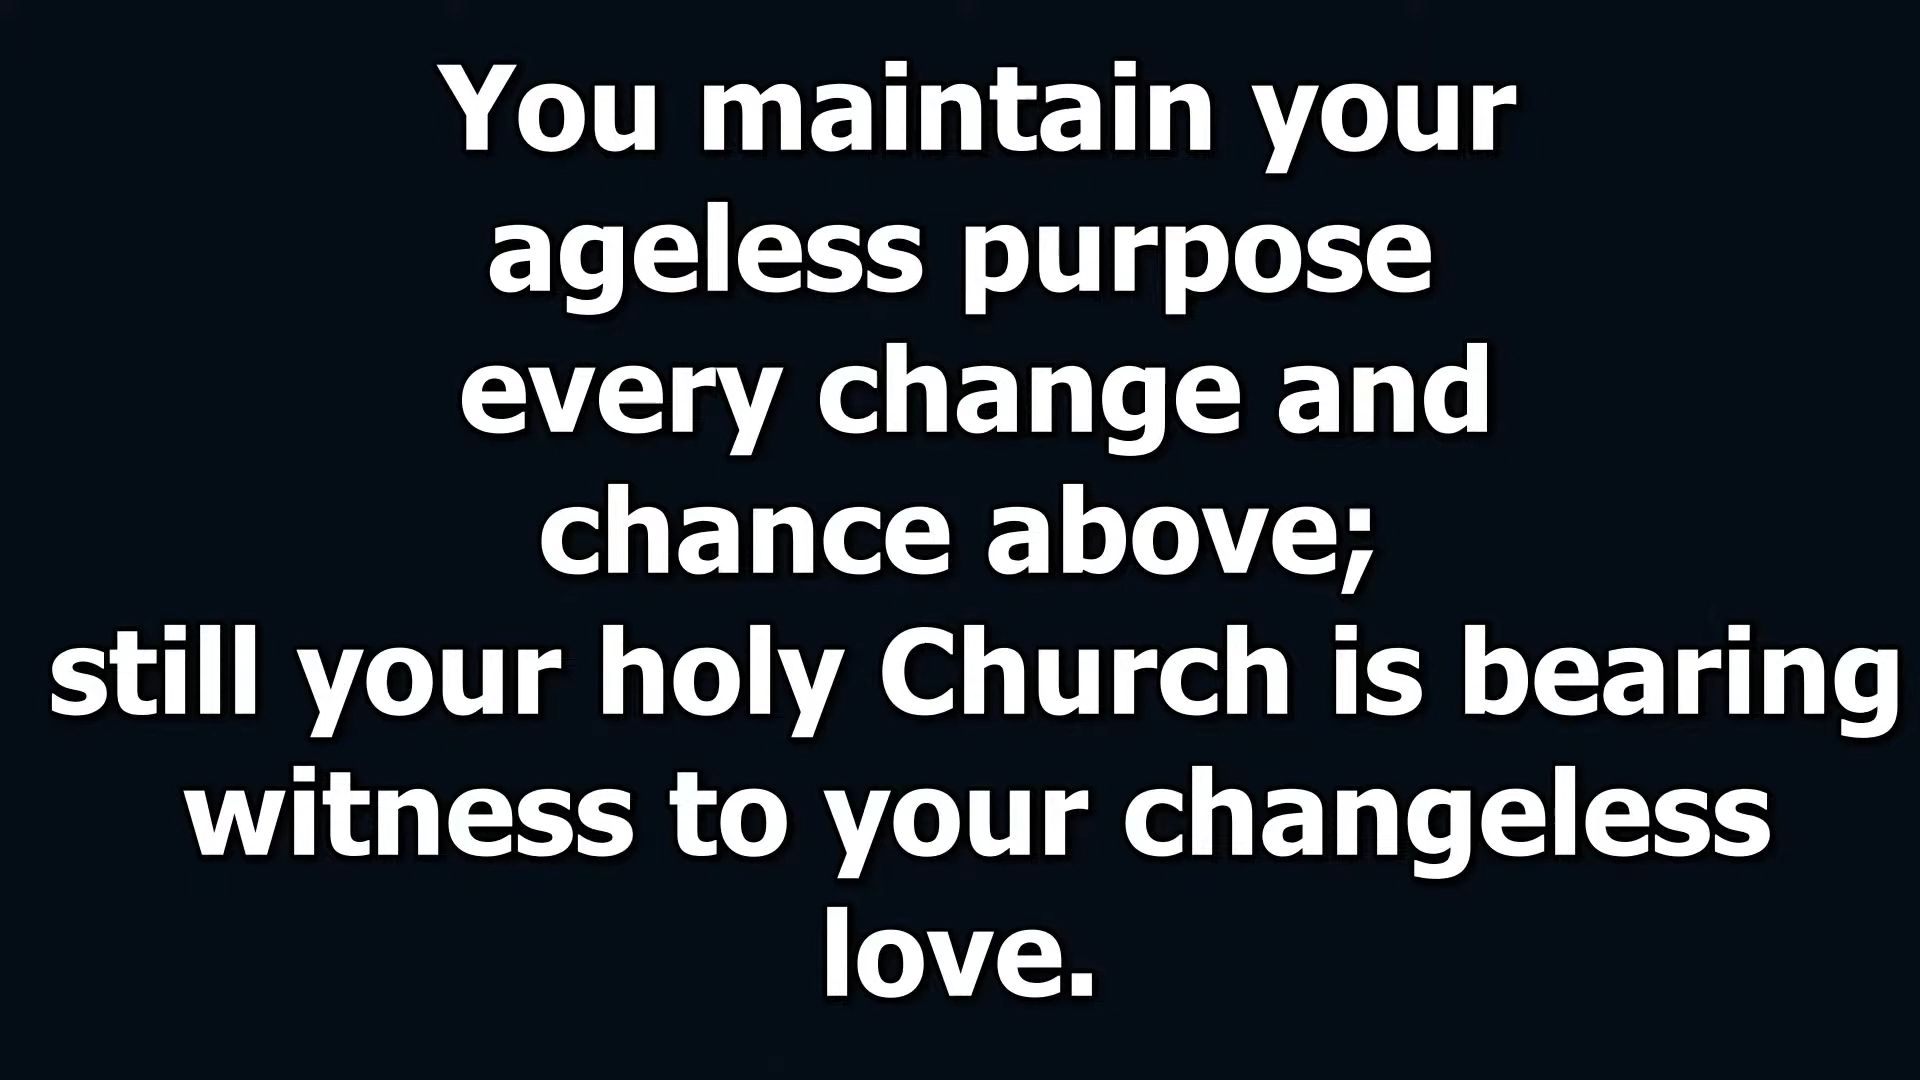 You maintain your
ageless purpose
every change and
chance above;
still your holy Church is bearing
witness to your changeless
love.